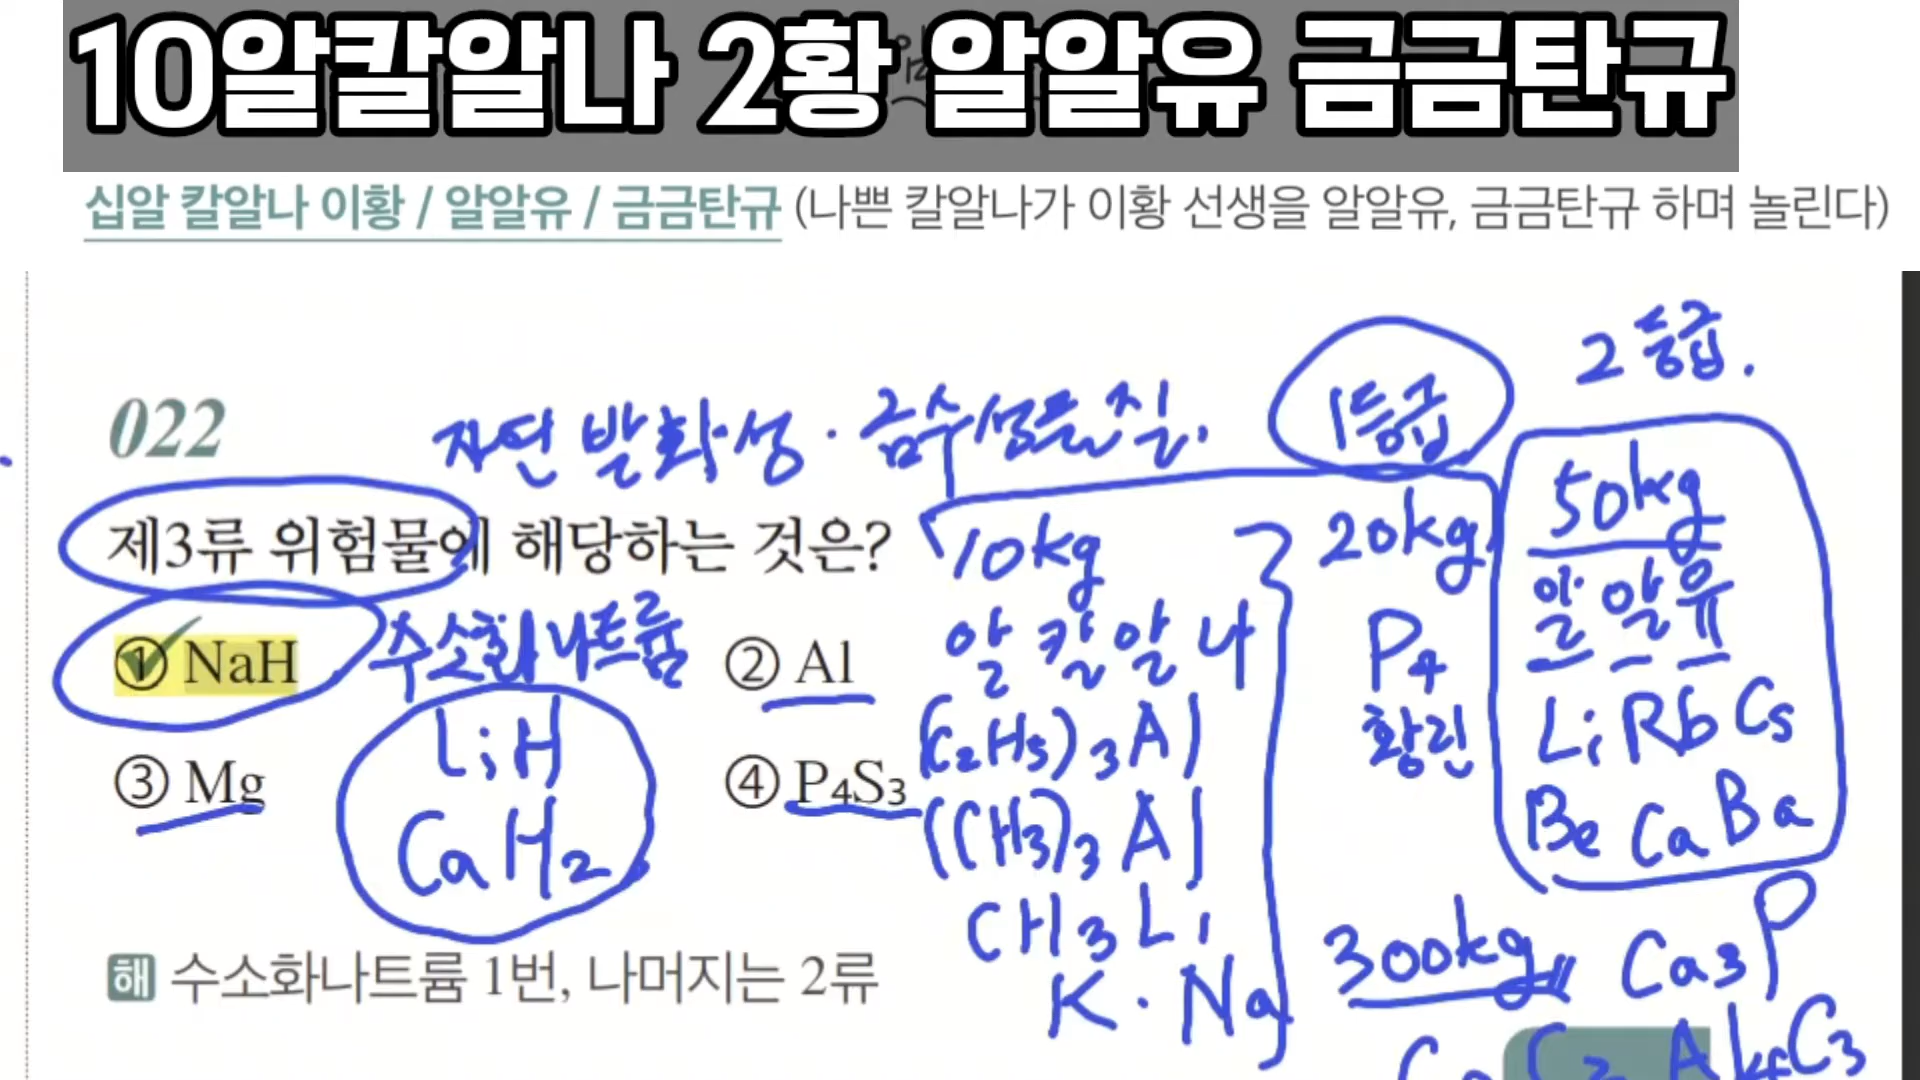 10알칼알나 2황 알알유 금금탄규
십알 칼알나 이황 / 알알유 / 금금탄규 (나쁜 칼알나가 이황 선생을 알알유, 금금탄규 하며 놀린다)
2등급.
1등급
022
자연발화성·금수성물질.
제3류 위험물에 해당하는 것은?
10kg
20kg
50kg
알칼알나
알알유
① NaH 수소화나트륨
② Al
P4
황린
(C2H5)3Al
Li Rb Cs
LiH
CaH2
③ Mg
④ P₄S₃
(CH3)3Al
Be Ca Ba
CH3Li
K·Na
300kg
Ca3P
해 수소화나트륨 1번, 나머지는 2류